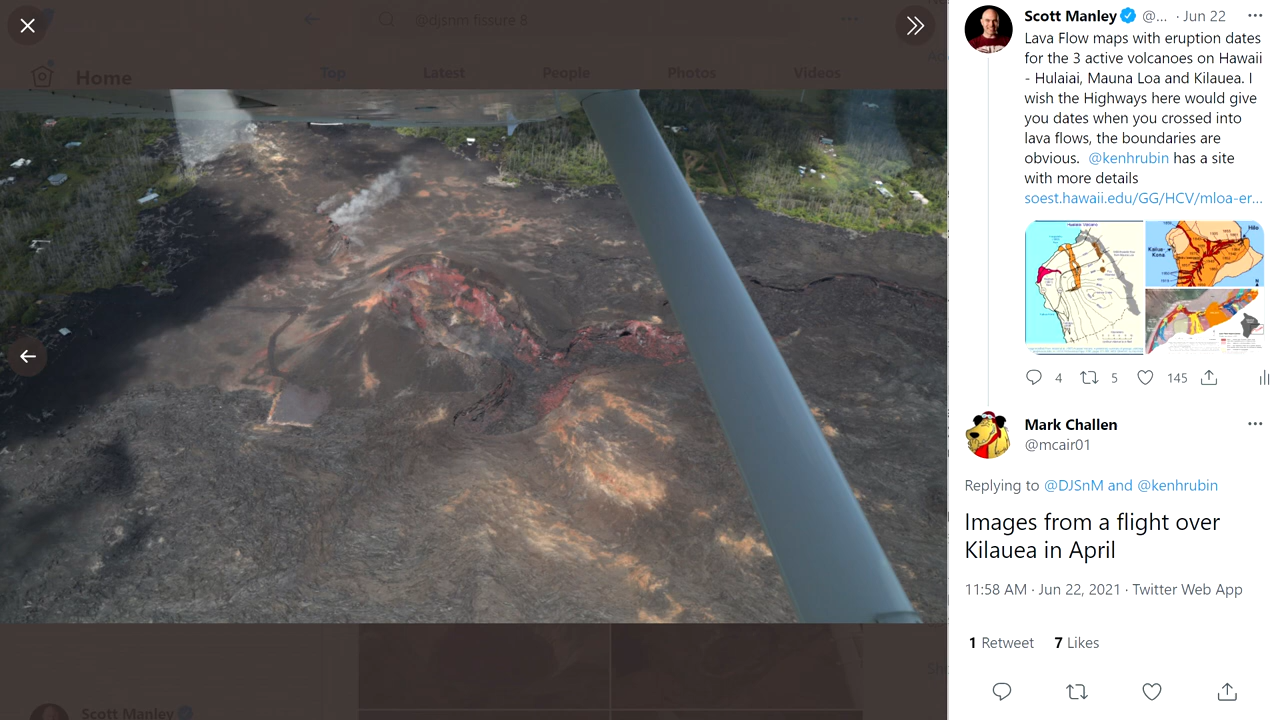 @djsnm fissure 8
Home
Top
Latest
People
Photos
Videos
Scott Manley
Scott Manley @... · Jun 22
Lava Flow maps with eruption dates
for the 3 active volcanoes on Hawaii
- Hulaiai, Mauna Loa and Kilauea. I
wish the Highways here would give
you dates when you crossed into
lava flows, the boundaries are
obvious. @kenhrubin has a site
with more details
soest.hawaii.edu/GG/HCV/mloa-er...
4 5 145
Mark Challen
@mcair01
Replying to @DJSnM and @kenhrubin
Images from a flight over
Kilauea in April
11:58 AM · Jun 22, 2021 · Twitter Web App
1 Retweet 7 Likes